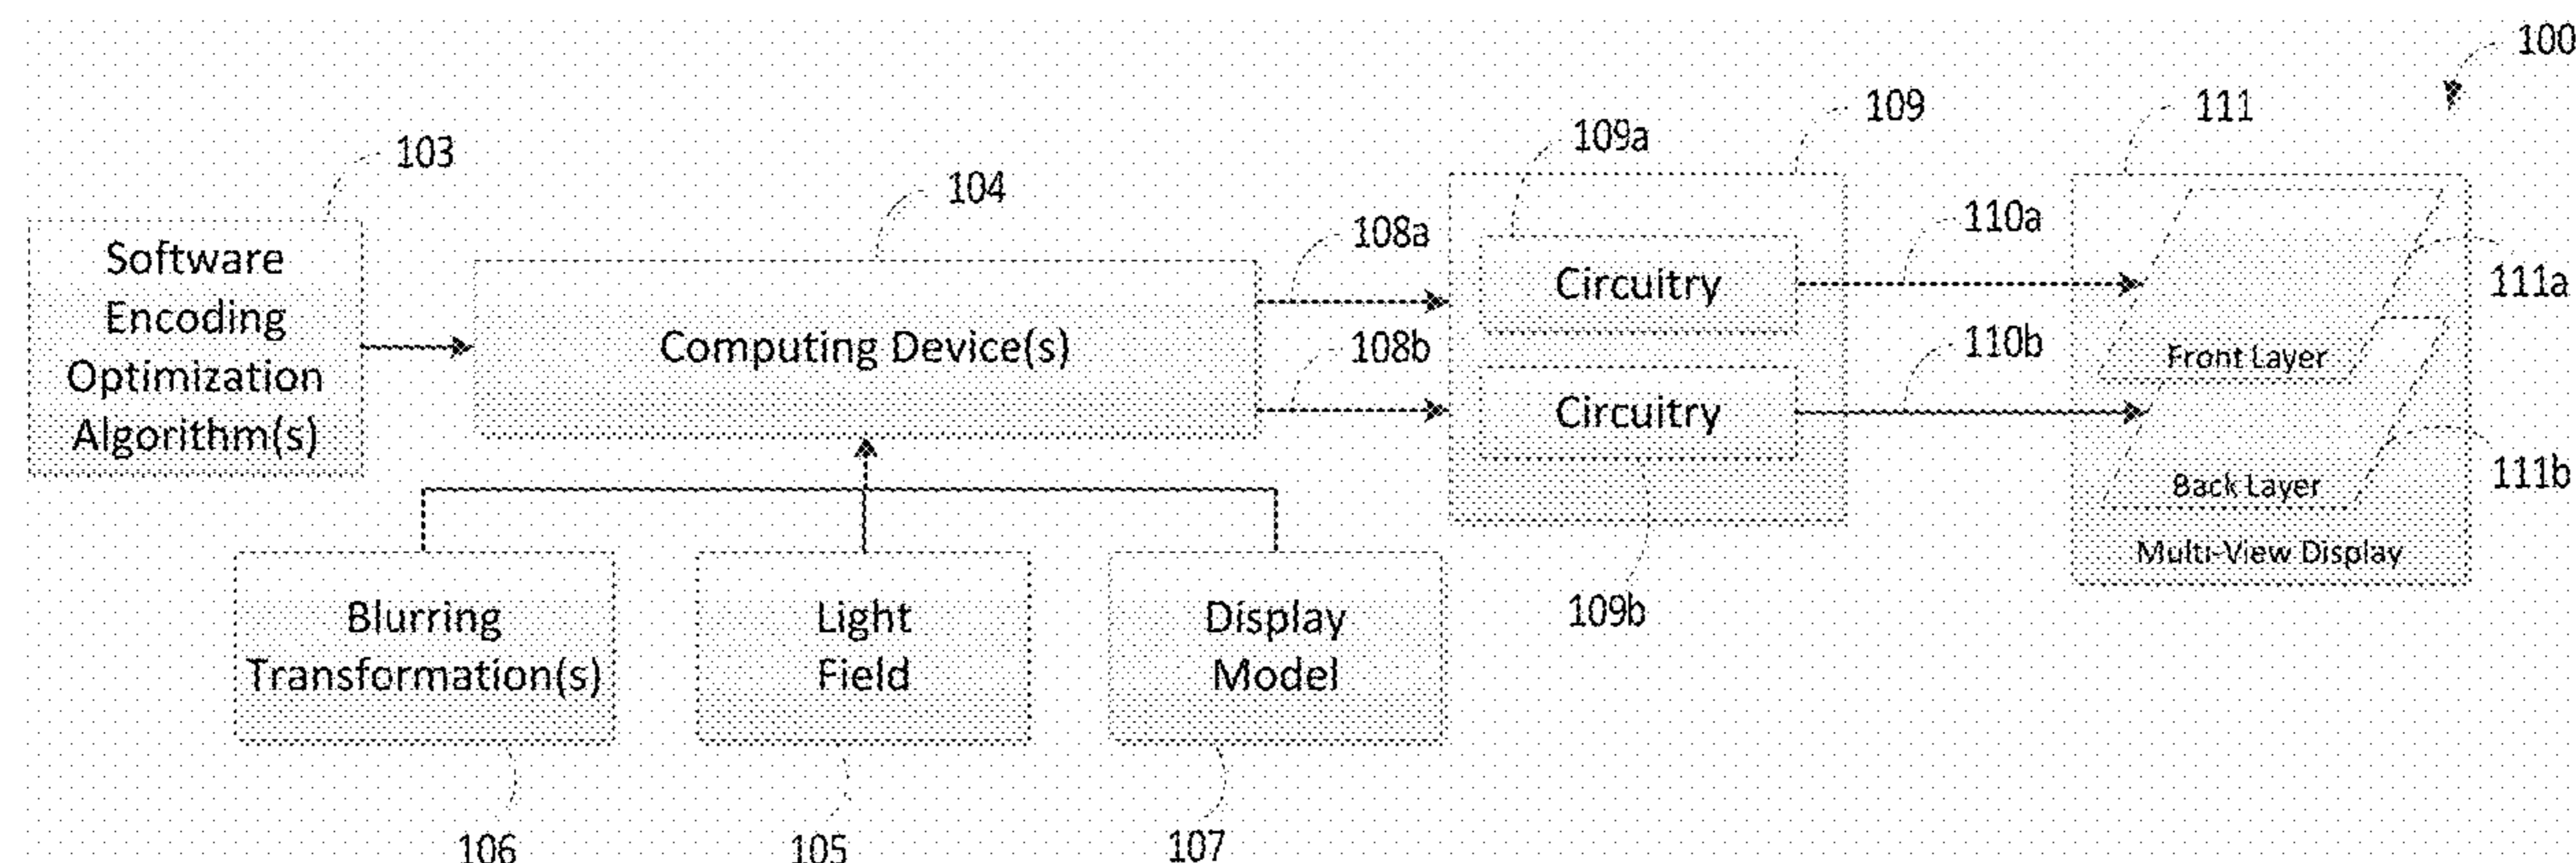 100
103
104
108a
108b
109a
109
110a
110b
111
111a
111b
Software
Encoding
Optimization
Algorithm(s)
Computing Device(s)
Circuitry
Circuitry
Front Layer
Back Layer
Multi-View Display
109b
Blurring
Transformation(s)
Light
Field
Display
Model
106
105
107